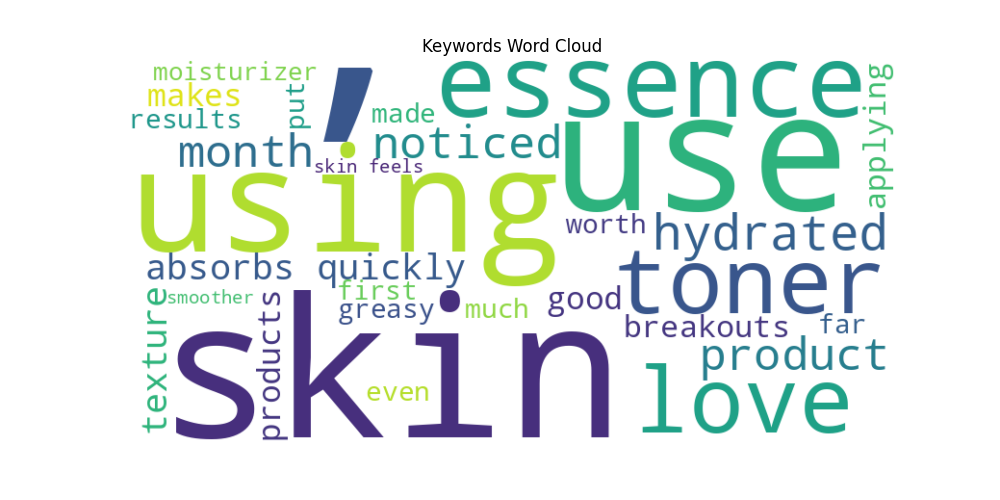 Keywords Word Cloud
moisturizer
makes
results
put
,
made
essence
applying
month
noticed
use
skin feels
using
worth
hydrated
absorbs
quickly
toner
texture
smoother
products
first
greasy
much
good
breakouts
far
skin
even
product
love